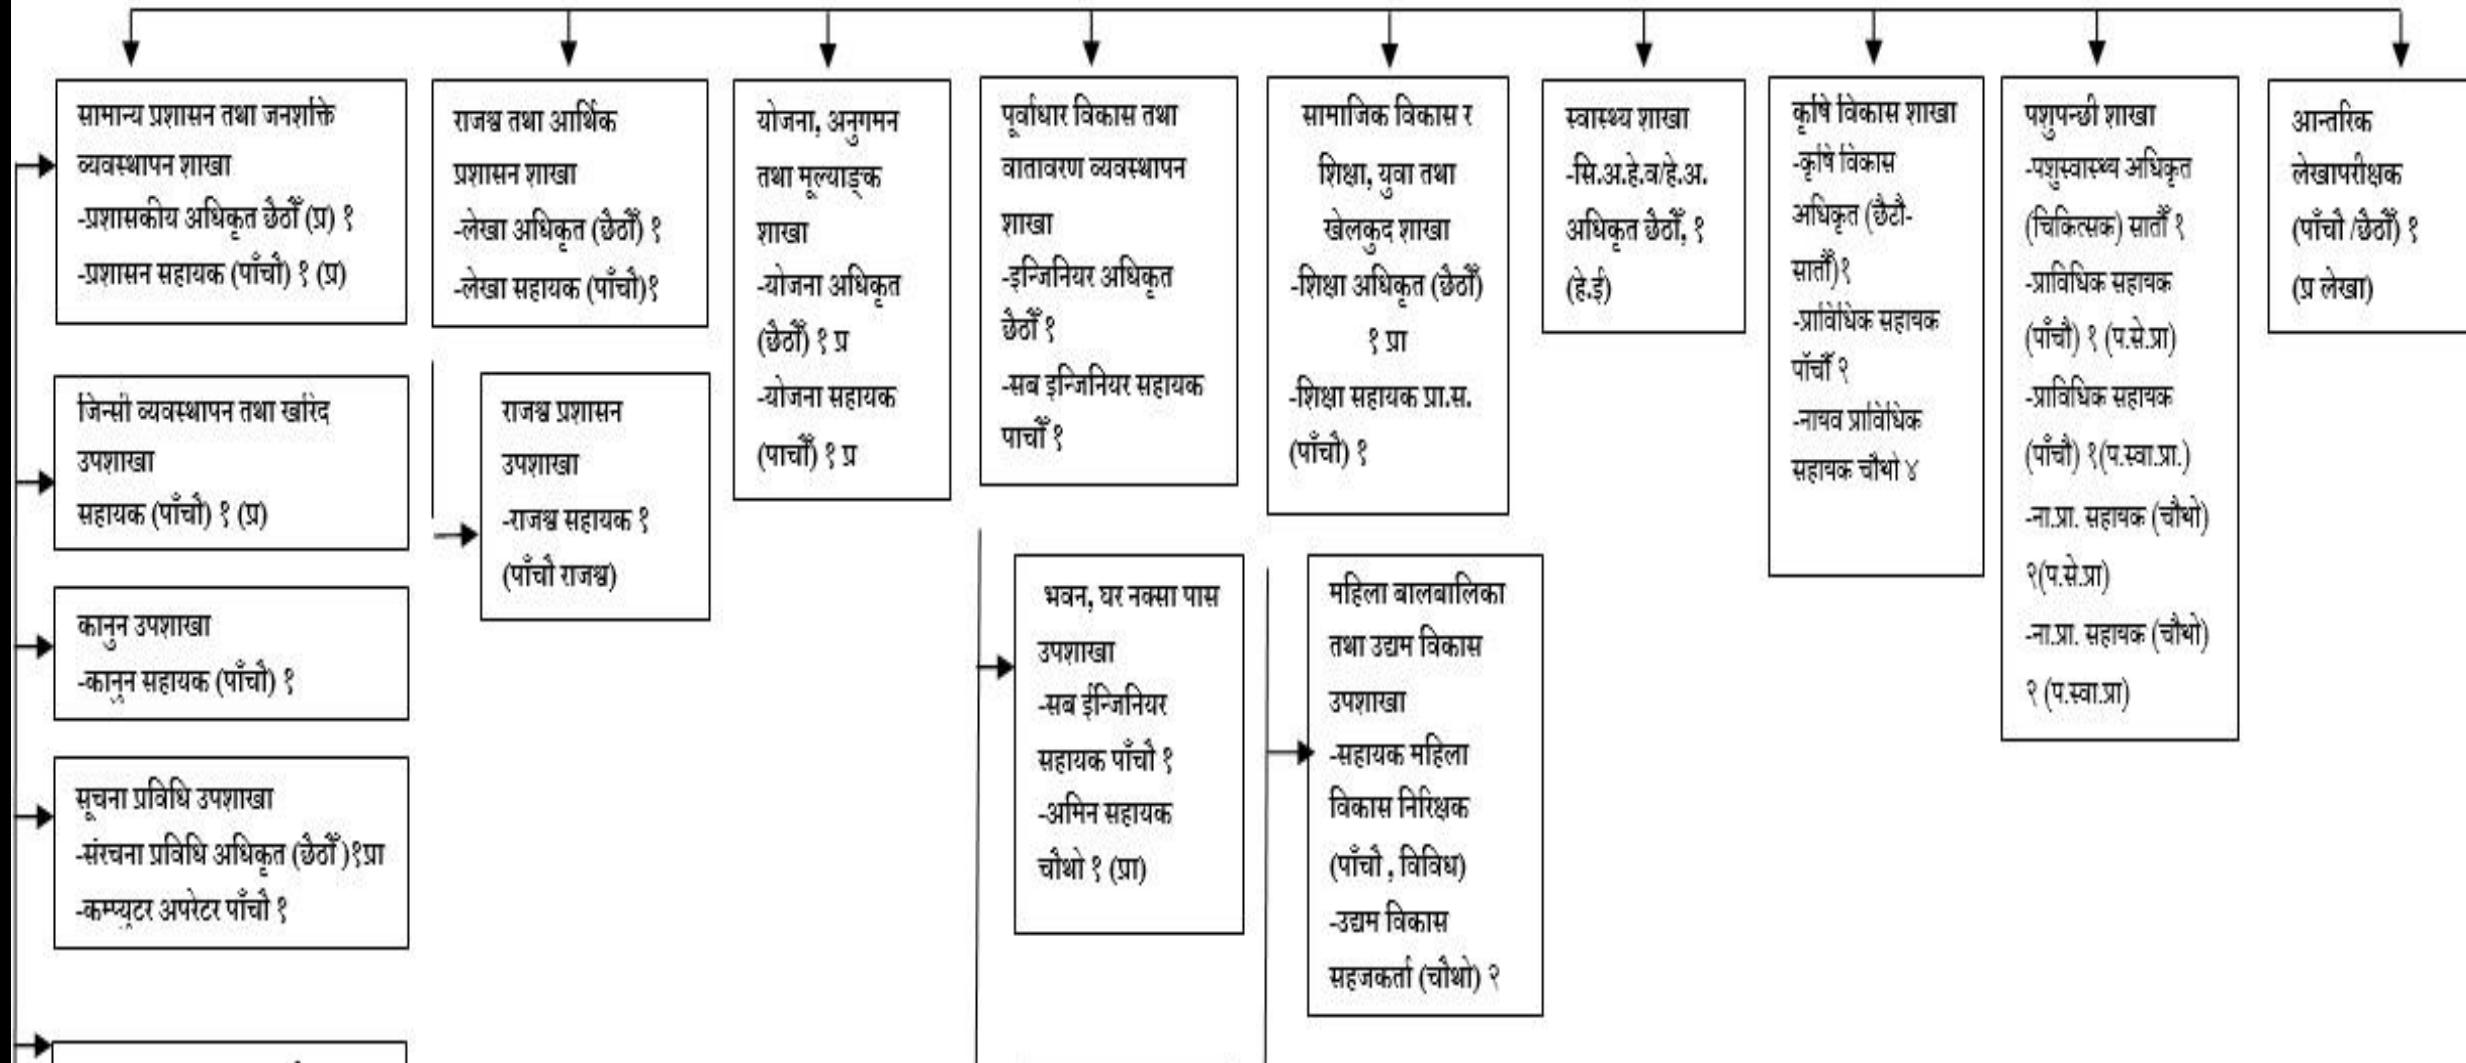 सामान्य प्रशासन तथा जनशक्ति
व्यवस्थापन शाखा
-प्रशासकीय अधिकृत छैठौँ (प्र) १
-प्रशासन सहायक (पाँचौ) १ (प्र)
जिन्सी व्यवस्थापन तथा खरिद
उपशाखा
सहायक (पाँचौ) १ (प्र)
कानुन उपशाखा
-कानुन सहायक (पाँचौ) १
सूचना प्रविधि उपशाखा
-संरचना प्रविधि अधिकृत (छैठौँ )१प्रा
-कम्प्युटर अपरेटर पाँचौ १
राजश्व तथा आर्थिक
प्रशासन शाखा
-लेखा अधिकृत (छैठौँ) १
-लेखा सहायक (पाँचौ)१
राजश्व प्रशासन
उपशाखा
-राजश्व सहायक १
(पाँचौ राजश्व)
योजना, अनुगमन
तथा मूल्याङ्क
शाखा
-योजना अधिकृत
(छैठौँ) १ प्र
-योजना सहायक
(पाचौँ) १ प्र
पूर्वाधार विकास तथा
वातावरण व्यवस्थापन
शाखा
-इन्जिनियर अधिकृत
छैठौँ १
-सब इन्जिनियर सहायक
पाचौँ १
भवन, घर नक्सा पास
उपशाखा
-सब ईन्जिनियर
सहायक पाँचौ १
-अमिन सहायक
चौथो १ (प्रा)
सामाजिक विकास र
शिक्षा, युवा तथा
खेलकुद शाखा
-शिक्षा अधिकृत (छैठौँ)
१ प्रा
-शिक्षा सहायक प्रा.स.
(पाँचौ) १
महिला बालबालिका
तथा उद्यम विकास
उपशाखा
-सहायक महिला
विकास निरिक्षक
(पाँचौ , विविध)
-उद्यम विकास
सहजकर्ता (चौथो) २
स्वास्थ्य शाखा
-सि.अ.हे.व/हे.अ.
अधिकृत छैठौँ, १
(हे.ई)
कृषि विकास शाखा
-कृषि विकास
अधिकृत (छैटौ-
सातौँ)१
-प्राविधिक सहायक
पाँचौँ २
-नायव प्राविधिक
सहायक चौथो ४
पशुपन्छी शाखा
-पशुस्वास्थ्य अधिकृत
(चिकित्सक) सातौँ १
-प्राविधिक सहायक
(पाँचौ) १ (प.से.प्रा)
-प्राविधिक सहायक
(पाँचौ) १(प.स्वा.प्रा.)
-ना.प्रा. सहायक (चौथो)
२(प.से.प्रा)
-ना.प्रा. सहायक (चौथो)
२ (प.स्वा.प्रा)
आन्तरिक
लेखापरीक्षक
(पाँचौ /छैठौँ) १
(प्र लेखा)